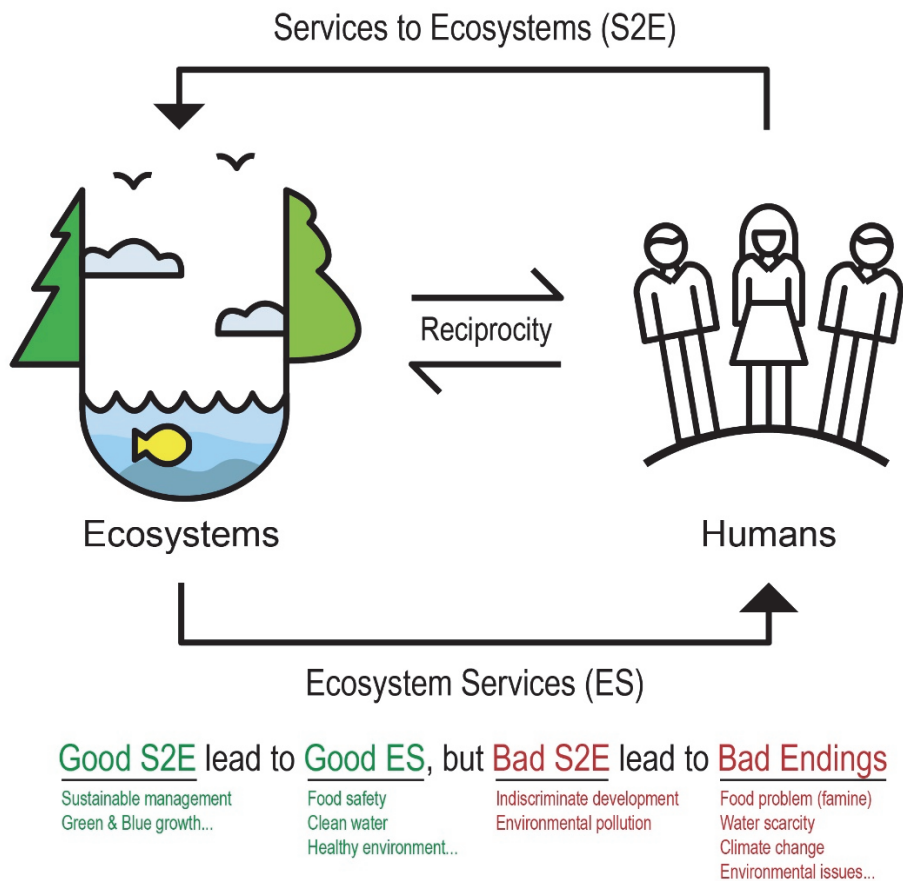 Services to Ecosystems (S2E)
Reciprocity
Ecosystems
Humans
Ecosystem Services (ES)
Good S2E lead to Good ES, but Bad S2E lead to Bad Endings
Sustainable management
Green & Blue growth...
Food safety
Clean water
Healthy environment...
Indiscriminate development
Environmental pollution
Food problem (famine)
Water scarcity
Climate change
Environmental issues...